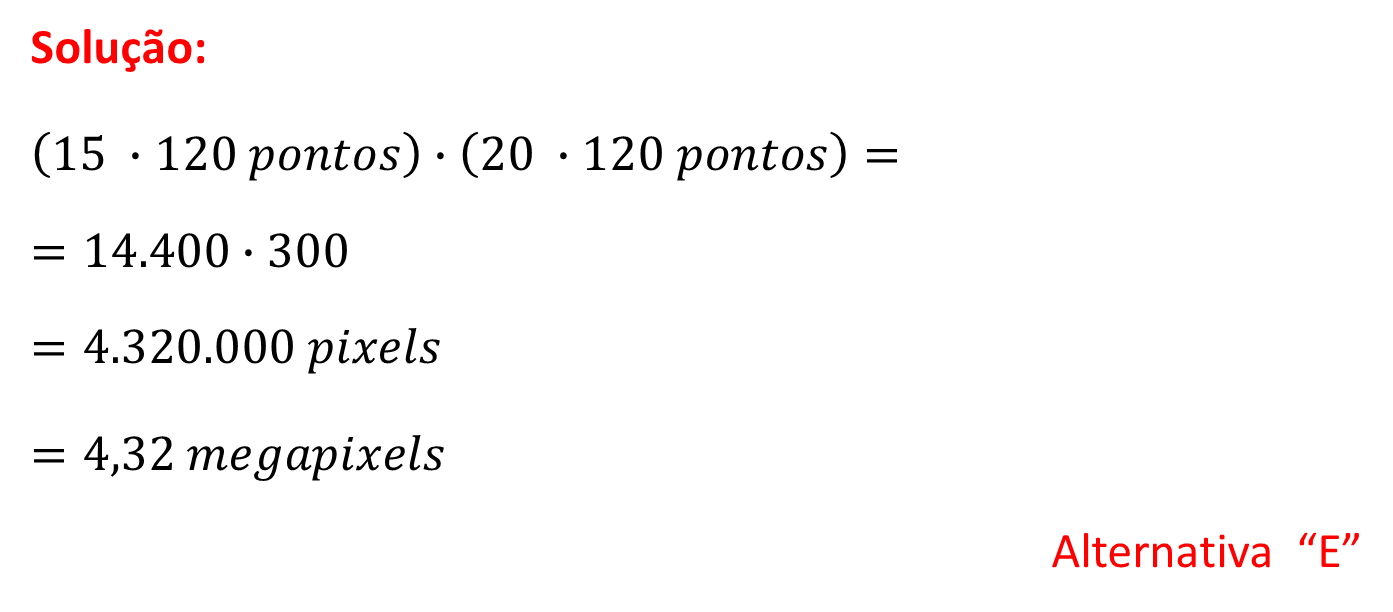 Solução:
(15 · 120 pontos) · (20 · 120 pontos) =
= 14.400 · 300
= 4.320.000 pixels
= 4,32 megapixels
Alternativa “E”